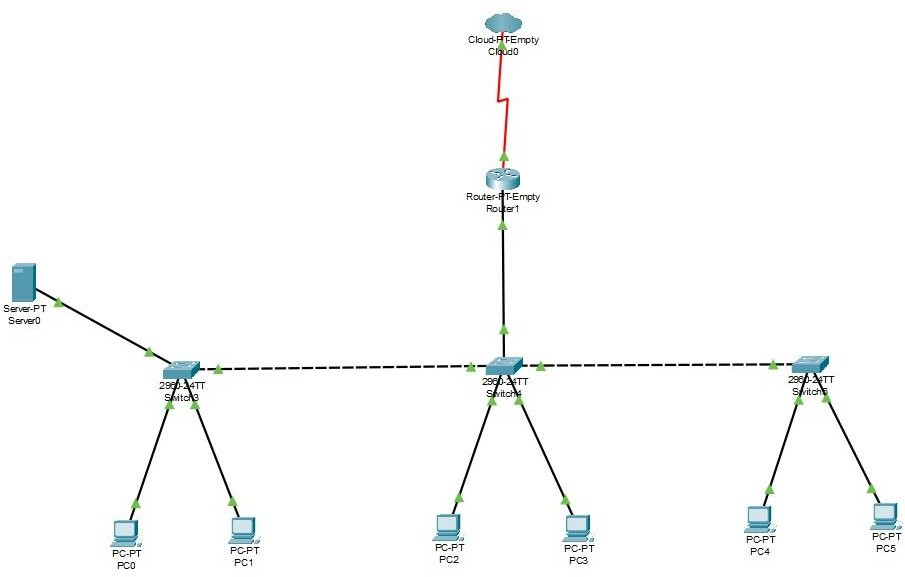 Cloud-PT-Empty
Cloud0
Router-PT-Empty
Router1
Server-PT
Server0
2960-24TT
Switch3
2960-24TT
Switch4
2960-24TT
Switch5
PC-PT
PC0
PC-PT
PC1
PC-PT
PC2
PC-PT
PC3
PC-PT
PC4
PC-PT
PC5